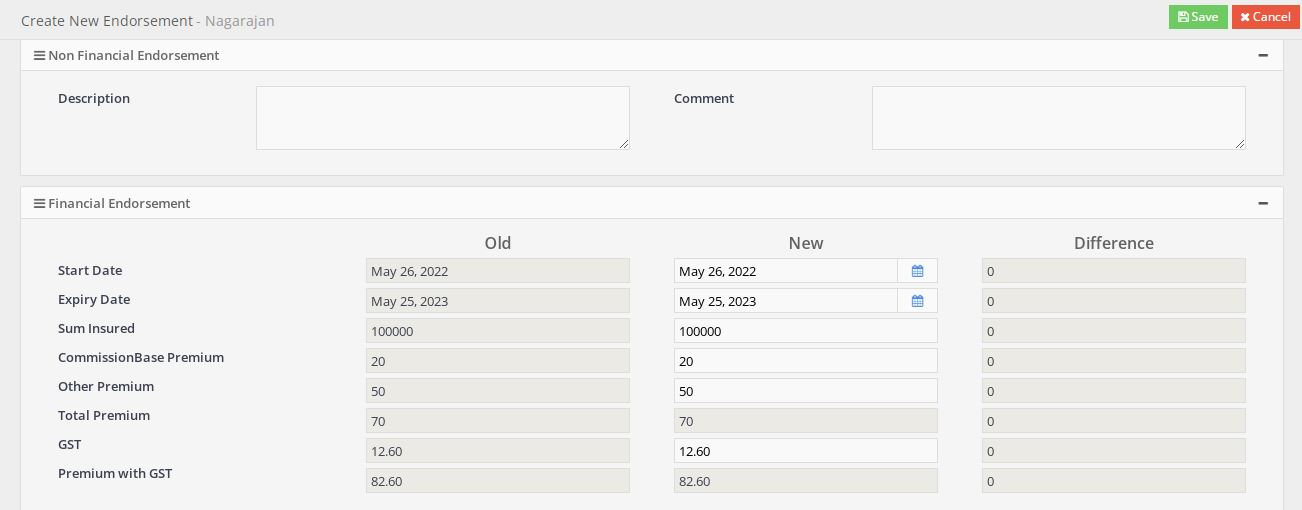 Create New Endorsement - Nagarajan
Save
Cancel
Non Financial Endorsement
Description
Comment
Financial Endorsement
Old New Difference
Start Date May 26, 2022 May 26, 2022 0
Expiry Date May 25, 2023 May 25, 2023 0
Sum Insured 100000 100000 0
CommissionBase Premium 20 20 0
Other Premium 50 50 0
Total Premium 70 70 0
GST 12.60 12.60 0
Premium with GST 82.60 82.60 0